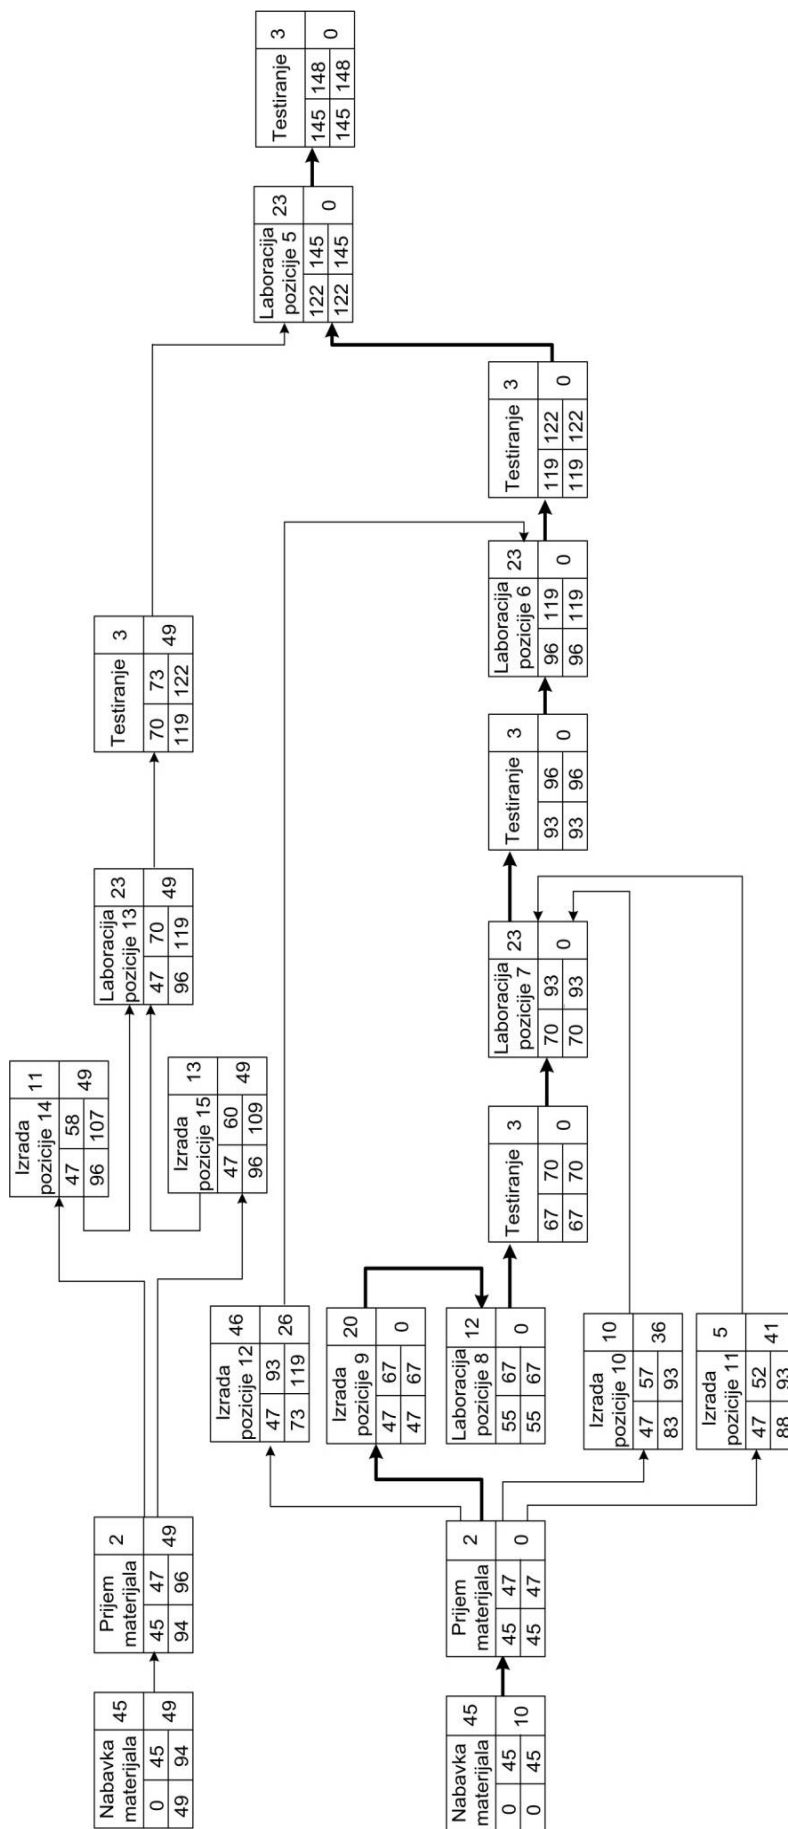 Nabavka
materijala
45
0 45
49
49 94
Prijem
materijala
2
45 47
49
94 96
Izrada
pozicije 14
11
47 58
49
96 107
Izrada
pozicije 15
13
47 60
49
96 109
Laboracija
pozicije 13
23
47 70
49
96 119
Testiranje
3
70 73
49
119 122
Nabavka
materijala
45
0 45
10
0 45
Prijem
materijala
2
45 47
0
45 47
Izrada
pozicije 12
46
47 93
26
73 119
Izrada
pozicije 9
20
47 67
0
47 67
Laboracija
pozicije 8
12
55 67
0
55 67
Izrada
pozicije 10
10
47 57
36
83 93
Izrada
pozicije 11
5
47 52
41
88 93
Testiranje
3
67 70
0
67 70
Laboracija
pozicije 7
23
70 93
0
70 93
Testiranje
3
93 96
0
93 96
Laboracija
pozicije 6
23
96 119
0
96 119
Testiranje
3
119 122
0
119 122
Laboracija
pozicije 5
23
122 145
0
122 145
Testiranje
3
145 148
0
145 148